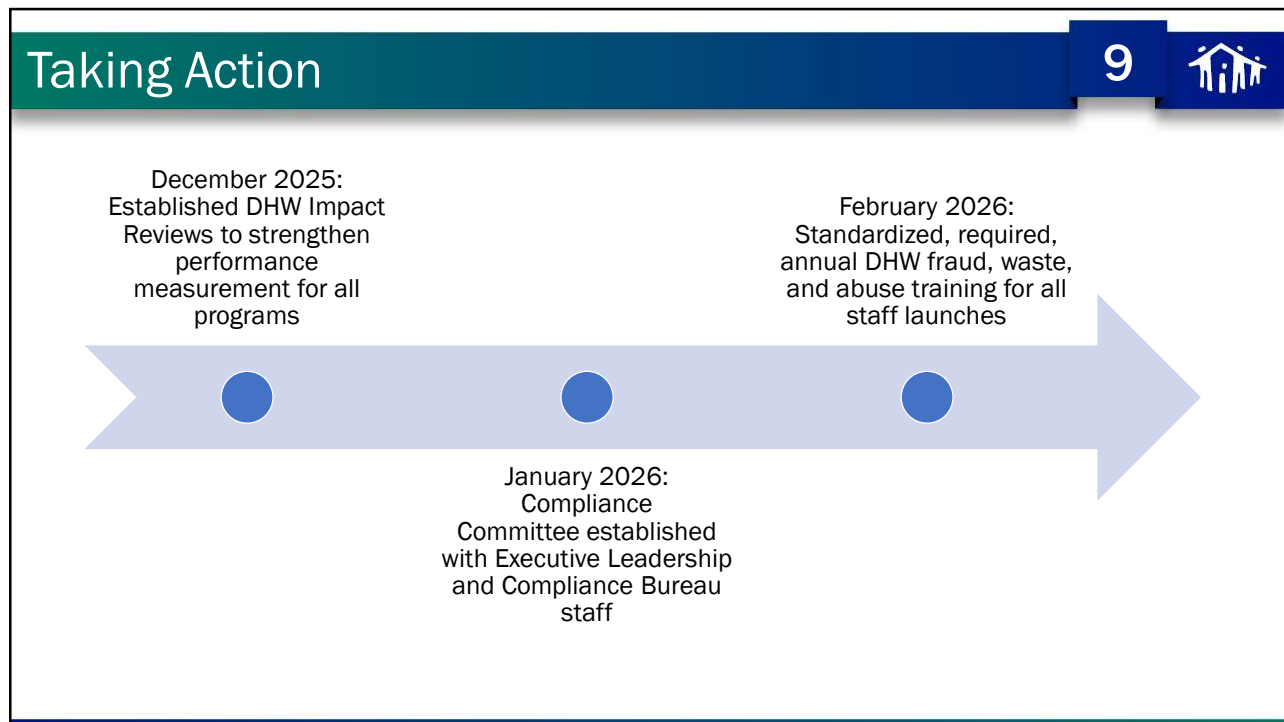 Taking Action
9
December 2025:
Established DHW Impact
Reviews to strengthen
performance
measurement for all
programs
January 2026:
Compliance
Committee established
with Executive Leadership
and Compliance Bureau
staff
February 2026:
Standardized, required,
annual DHW fraud, waste,
and abuse training for all
staff launches